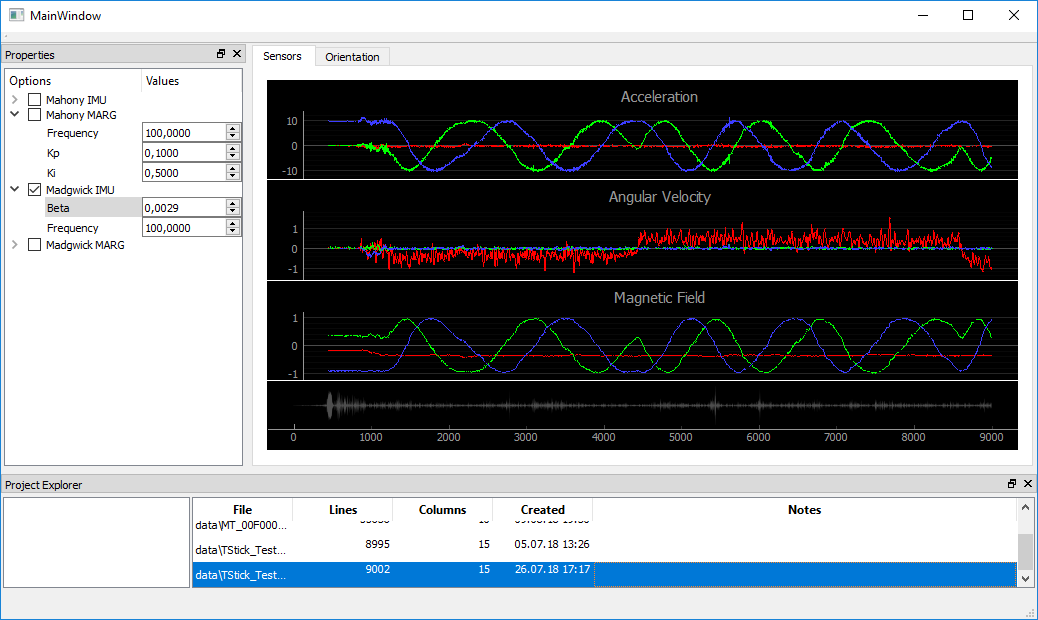 MainWindow
Properties
Sensors
Orientation
Options
Values
Mahony IMU
Mahony MARG
Frequency
100,0000
Kp
0,1000
Ki
0,5000
Madgwick IMU
Beta
0,0029
Frequency
100,0000
Madgwick MARG
Acceleration
10
0
-10
Angular Velocity
1
0
-1
Magnetic Field
1
0
-1
0 1000 2000 3000 4000 5000 6000 7000 8000 9000
Project Explorer
File Lines Columns Created Notes
data\MT_00F000...
data\TStick_Test... 8995 15 05.07.18 13:26
data\TStick_Test... 9002 15 26.07.18 17:17